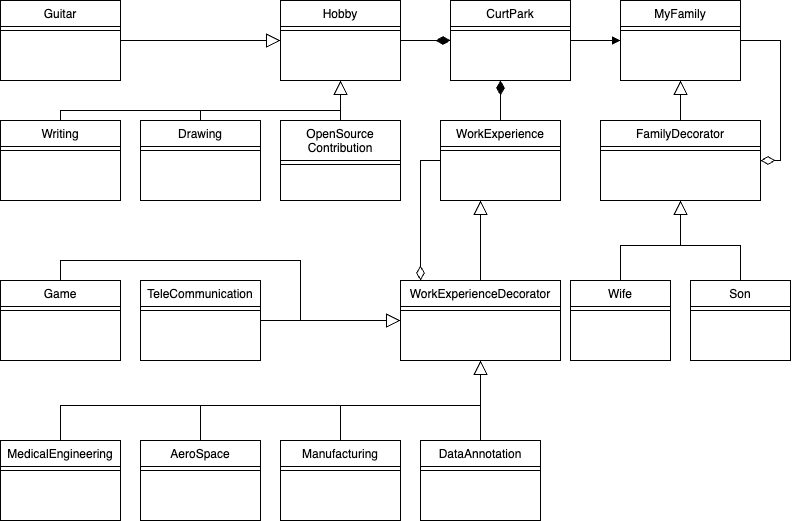 Guitar
Hobby
CurtPark
MyFamily
Writing
Drawing
OpenSource
Contribution
WorkExperience
FamilyDecorator
Game
TeleCommunication
WorkExperienceDecorator
Wife
Son
MedicalEngineering
AeroSpace
Manufacturing
DataAnnotation